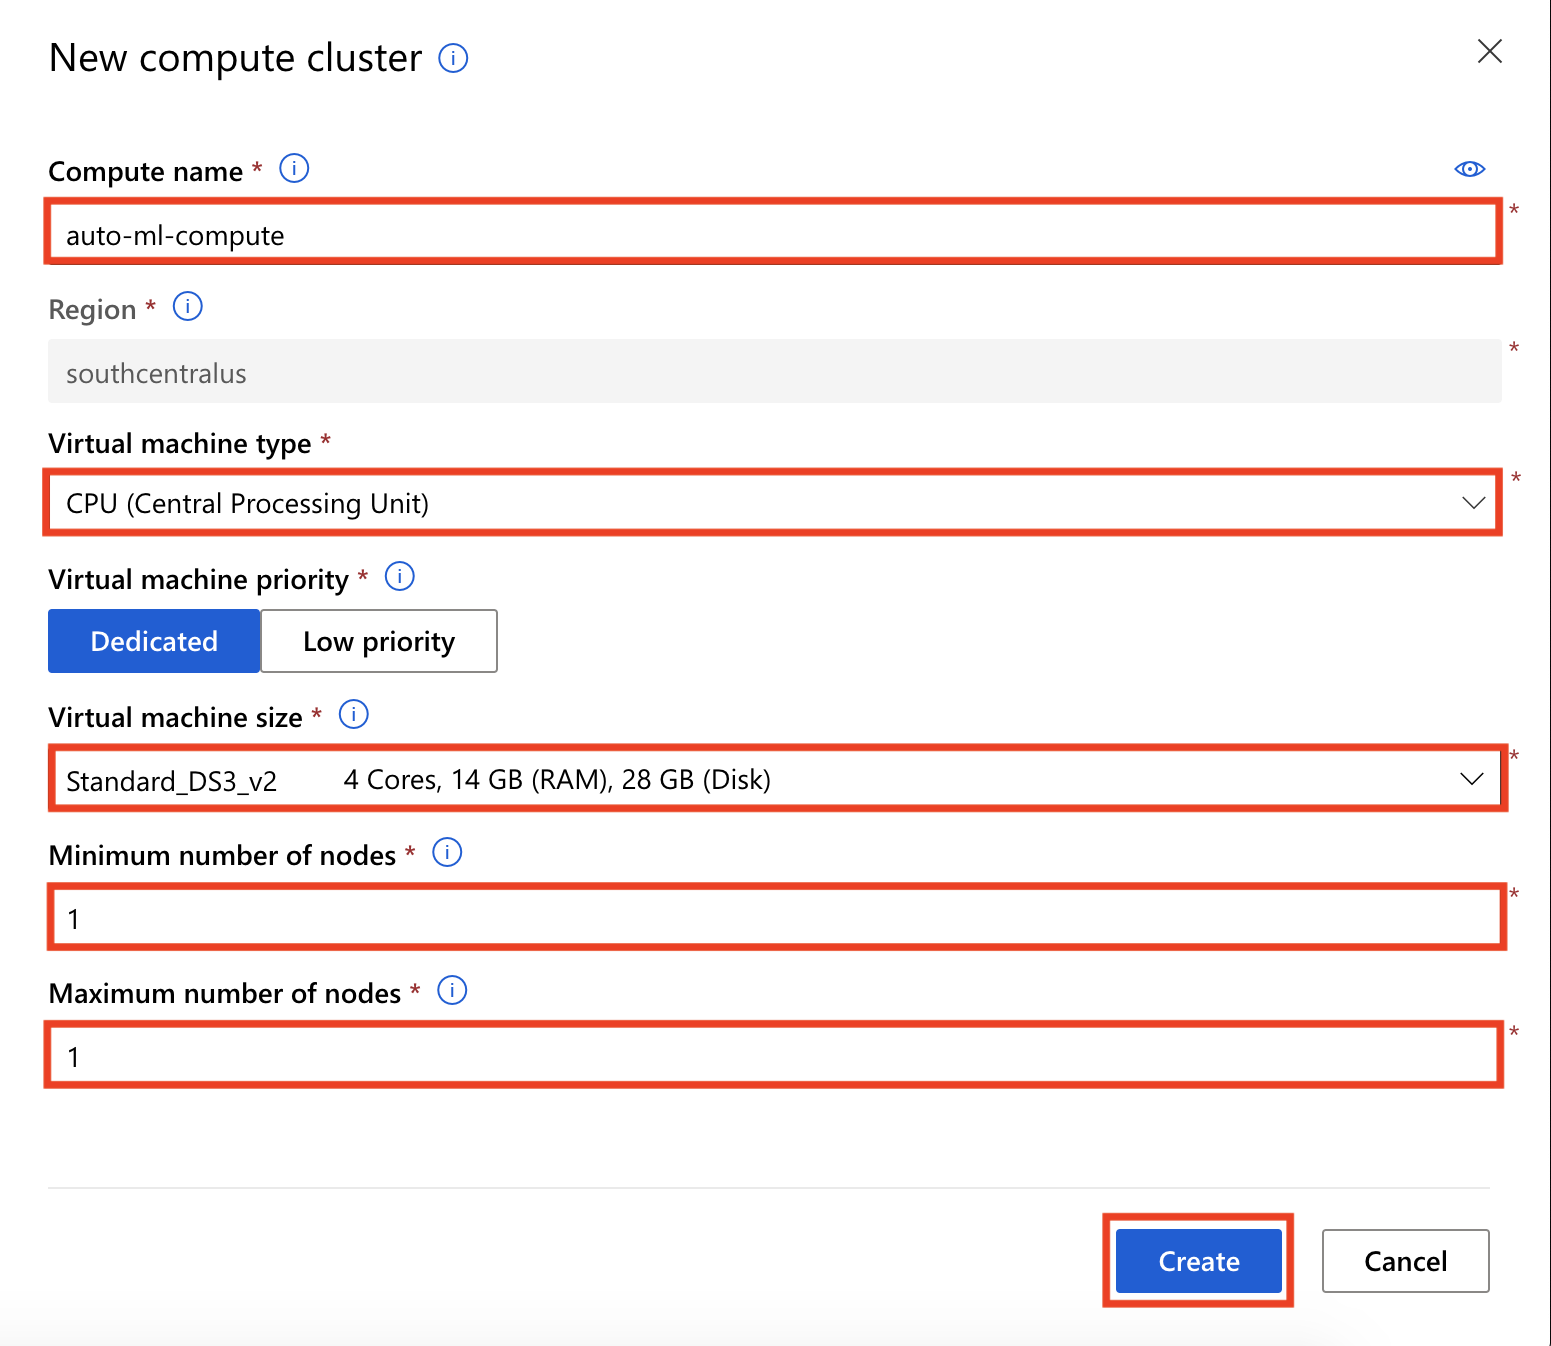 New compute cluster
Compute name *
auto-ml-compute
*
Region *
southcentralus
*
Virtual machine type *
CPU (Central Processing Unit)
*
Virtual machine priority *
Dedicated Low priority
Virtual machine size *
Standard_DS3_v2 4 Cores, 14 GB (RAM), 28 GB (Disk)
*
Minimum number of nodes *
1
*
Maximum number of nodes *
1
*
Create Cancel